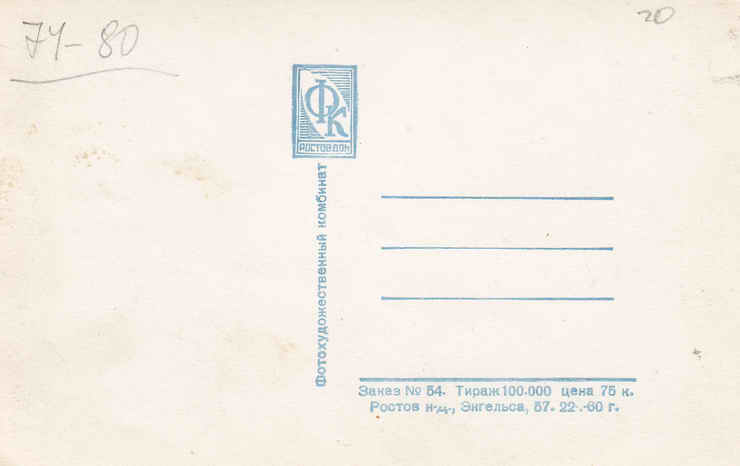 74-80
20
ФК
РОСТОВ ДОН
Фотохудожественный комбинат
Заказ № 54. Тираж 100.000 цена 75 к.
Ростов н-д., Энгельса, 57. 22-.-60 г.